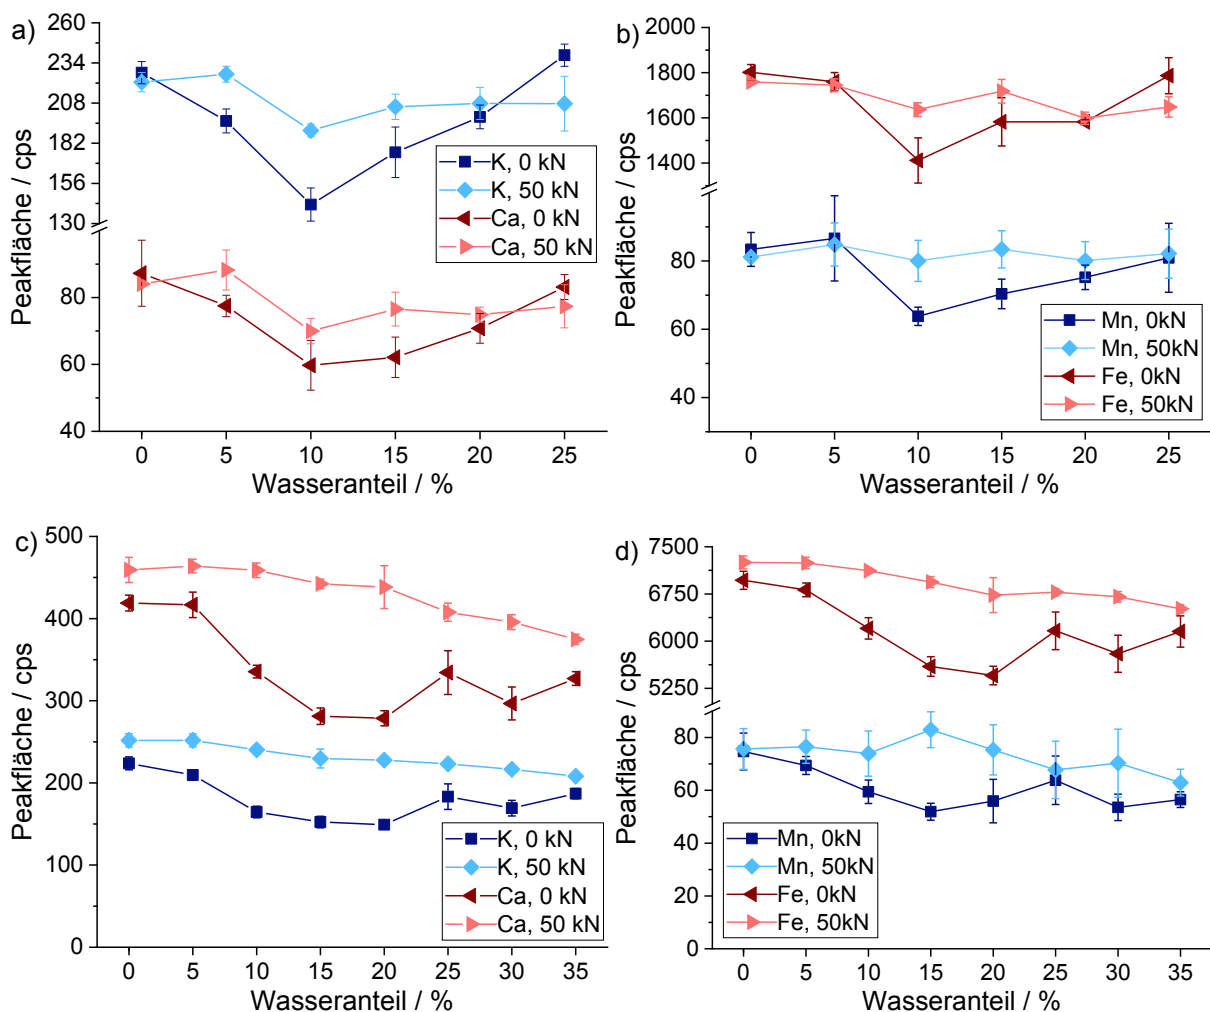 a)
260
234
208
182
156
130
80
60
40
Peakfläche / cps
K, 0 kN
K, 50 kN
Ca, 0 kN
Ca, 50 kN
0 5 10 15 20 25
Wasseranteil / %
b)
2000
1800
1600
1400
80
60
40
Peakfläche / cps
Mn, 0kN
Mn, 50kN
Fe, 0kN
Fe, 50kN
0 5 10 15 20 25
Wasseranteil / %
c)
500
400
300
200
100
0
Peakfläche / cps
K, 0 kN
K, 50 kN
Ca, 0 kN
Ca, 50 kN
0 5 10 15 20 25 30 35
Wasseranteil / %
d)
7500
6750
6000
5250
80
60
40
20
0
Peakfläche / cps
Mn, 0kN
Mn, 50kN
Fe, 0kN
Fe, 50kN
0 5 10 15 20 25 30 35
Wasseranteil / %